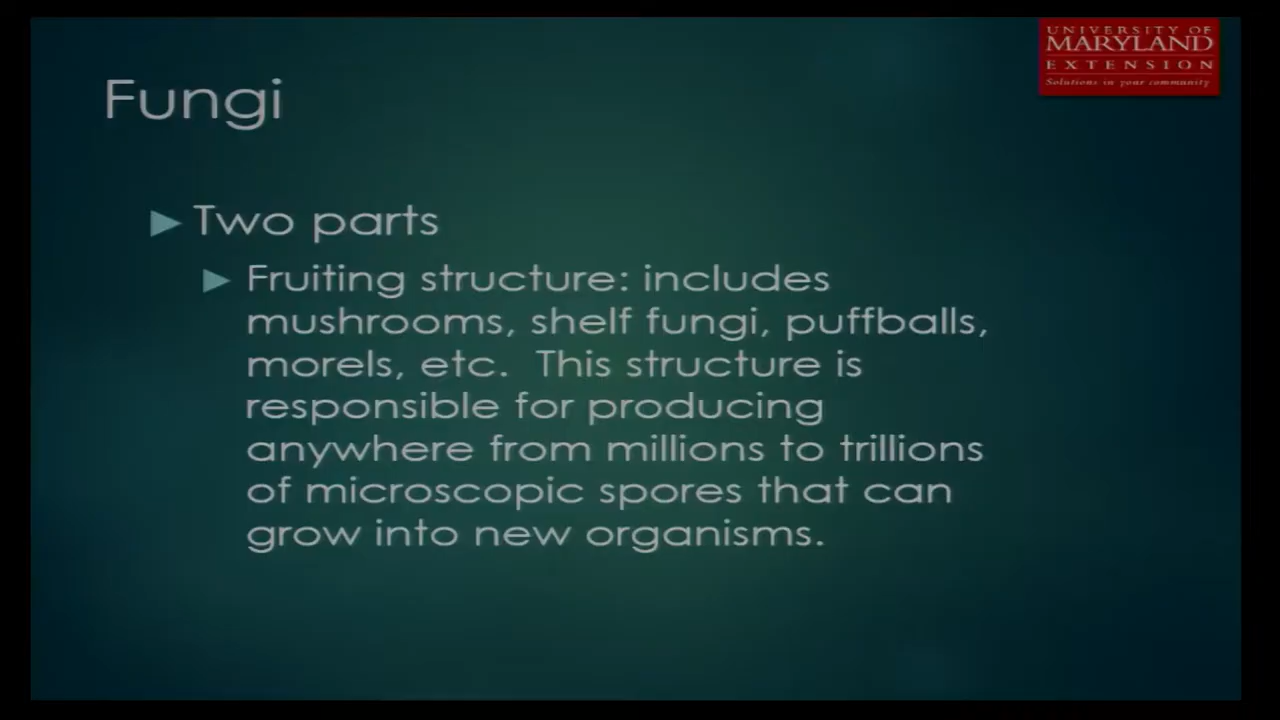 UNIVERSITY OF
MARYLAND
EXTENSION
Solutions in your community
Fungi
Two parts
Fruiting structure: includes
mushrooms, shelf fungi, puffballs,
morels, etc. This structure is
responsible for producing
anywhere from millions to trillions
of microscopic spores that can
grow into new organisms.